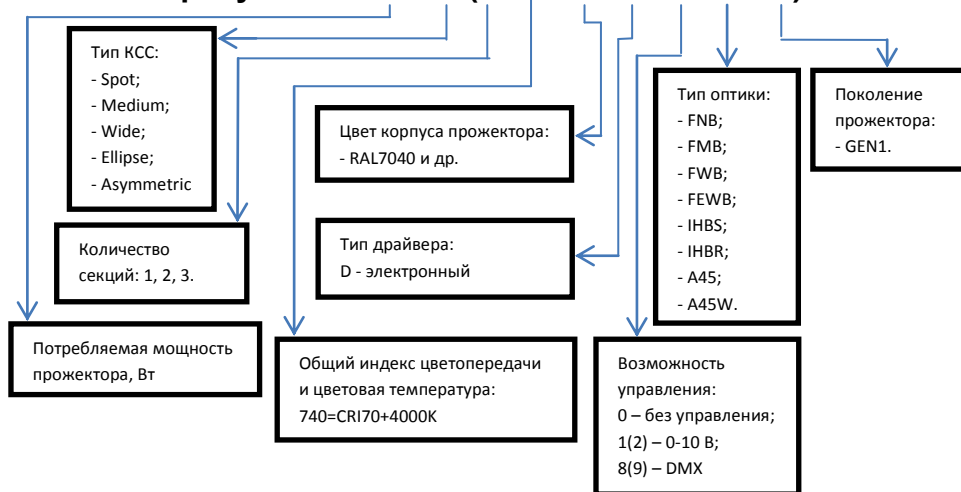 Тип КСС:
- Spot;
- Medium;
- Wide;
- Ellipse;
- Asymmetric
Количество
секций: 1, 2, 3.
Потребляемая мощность
прожектора, Вт
Цвет корпуса прожектора:
- RAL7040 и др.
Тип драйвера:
D - электронный
Общий индекс цветопередачи
и цветовая температура:
740=CRI70+4000K
Тип оптики:
- FNB;
- FMB;
- FWB;
- FEWB;
- IHBS;
- IHBR;
- A45;
- A45W.
Возможность
управления:
0 – без управления;
1(2) – 0-10 В;
8(9) – DMX
Поколение
прожектора:
- GEN1.